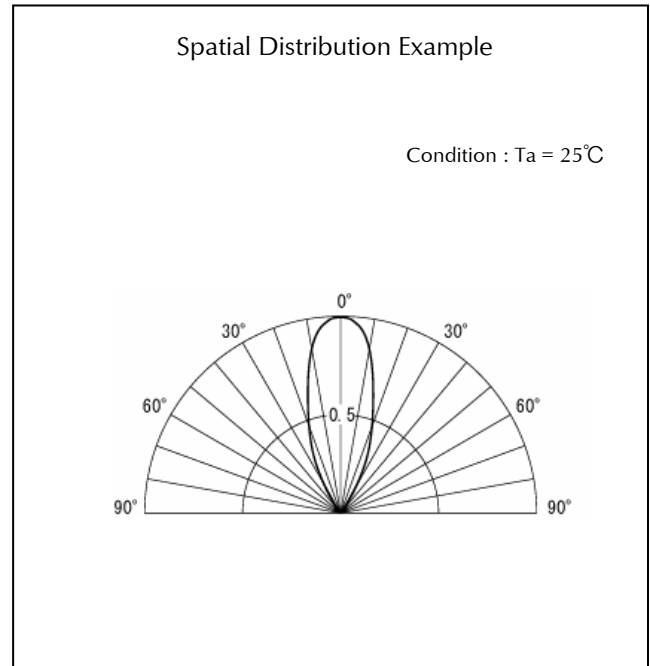 Spatial Distribution Example
Condition : Ta = 25℃
0°
30° 30°
60° 60°
0.5
90° 90°